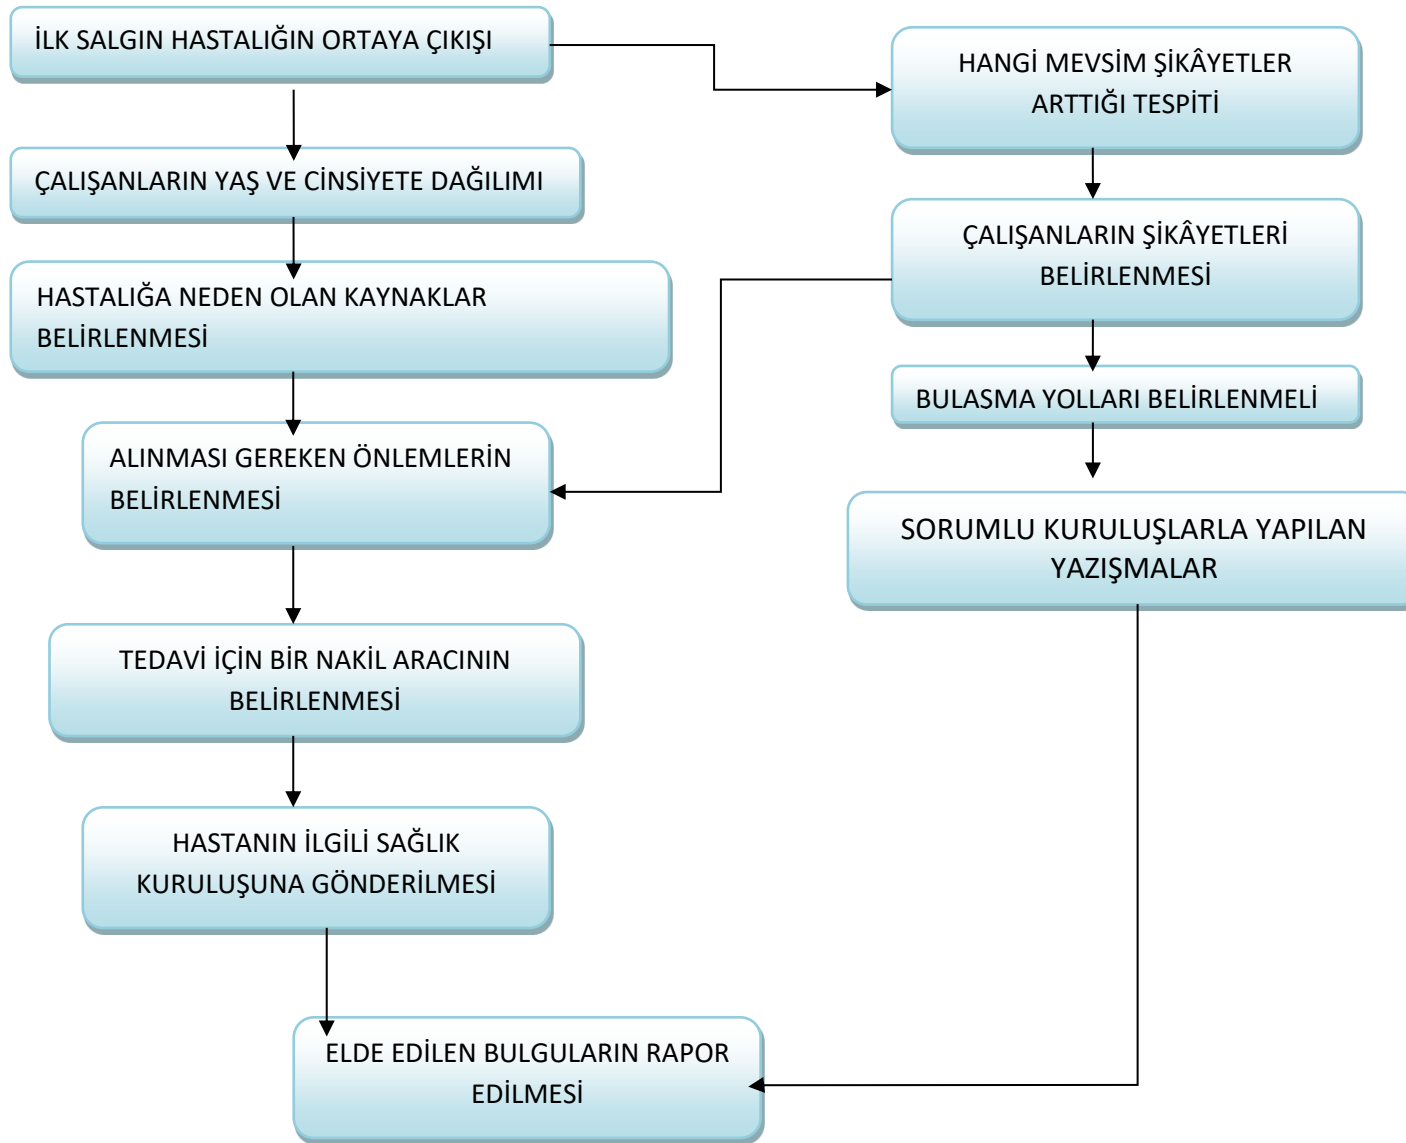 İLK SALGIN HASTALIĞIN ORTAYA ÇIKIŞI
HANGİ MEVSİM ŞİKÂYETLER
ARTTIĞI TESPİTİ
ÇALIŞANLARIN YAŞ VE CİNSİYETE DAĞILIMI
ÇALIŞANLARIN ŞİKÂYETLERİ
BELİRLENMESİ
HASTALIĞA NEDEN OLAN KAYNAKLAR
BELİRLENMESİ
BULASMA YOLLARI BELİRLENMELİ
ALINMASI GEREKEN ÖNLEMLERİN
BELİRLENMESİ
SORUMLU KURULUŞLARLA YAPILAN
YAZIŞMALAR
TEDAVİ İÇİN BİR NAKİL ARACININ
BELİRLENMESİ
HASTANIN İLGİLİ SAĞLIK
KURULUŞUNA GÖNDERİLMESİ
ELDE EDİLEN BULGULARIN RAPOR
EDİLMESİ